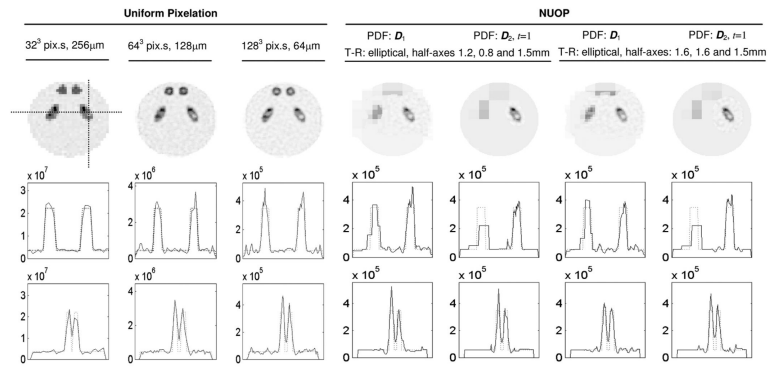 Uniform Pixelation
NUOP
32³ pix.s, 256μm
64³ pix.s, 128μm
128³ pix.s, 64μm
PDF: D₁
PDF: D₂, t=1
T-R: elliptical, half-axes 1.2, 0.8 and 1.5mm
PDF: D₁
PDF: D₂, t=1
T-R: elliptical, half-axes: 1.6, 1.6 and 1.5mm
x 10⁷
3
2
1
0
x 10⁶
4
2
0
x 10⁵
6
4
2
0
x 10⁵
4
2
0
x 10⁵
4
2
0
x 10⁵
4
2
0
x 10⁵
4
2
0
x 10⁷
3
2
1
0
x 10⁶
4
2
0
x 10⁵
6
4
2
0
x 10⁵
4
2
0
x 10⁵
4
2
0
x 10⁵
4
2
0
x 10⁵
4
2
0